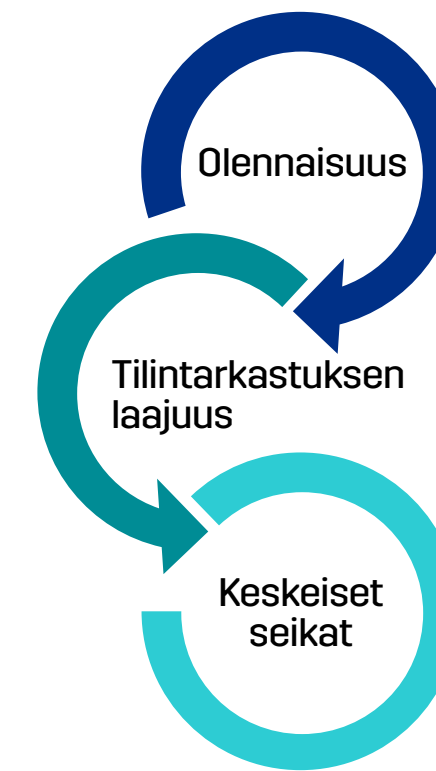 Olennaisuus
Tilintarkastuksen
laajuus
Keskeiset
seikat